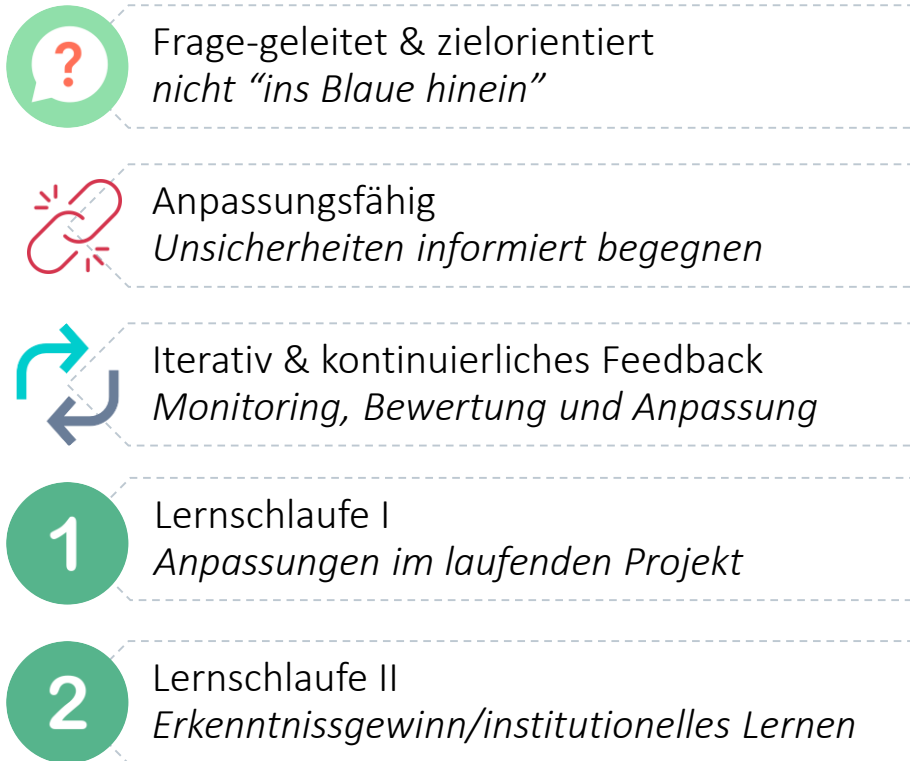 ?
Frage-geleitet & zielorientiert
nicht “ins Blaue hinein”
Anpassungsfähig
Unsicherheiten informiert begegnen
Iterativ & kontinuierliches Feedback
Monitoring, Bewertung und Anpassung
1
Lernschlaufe I
Anpassungen im laufenden Projekt
2
Lernschlaufe II
Erkenntnissgewinn/institutionelles Lernen